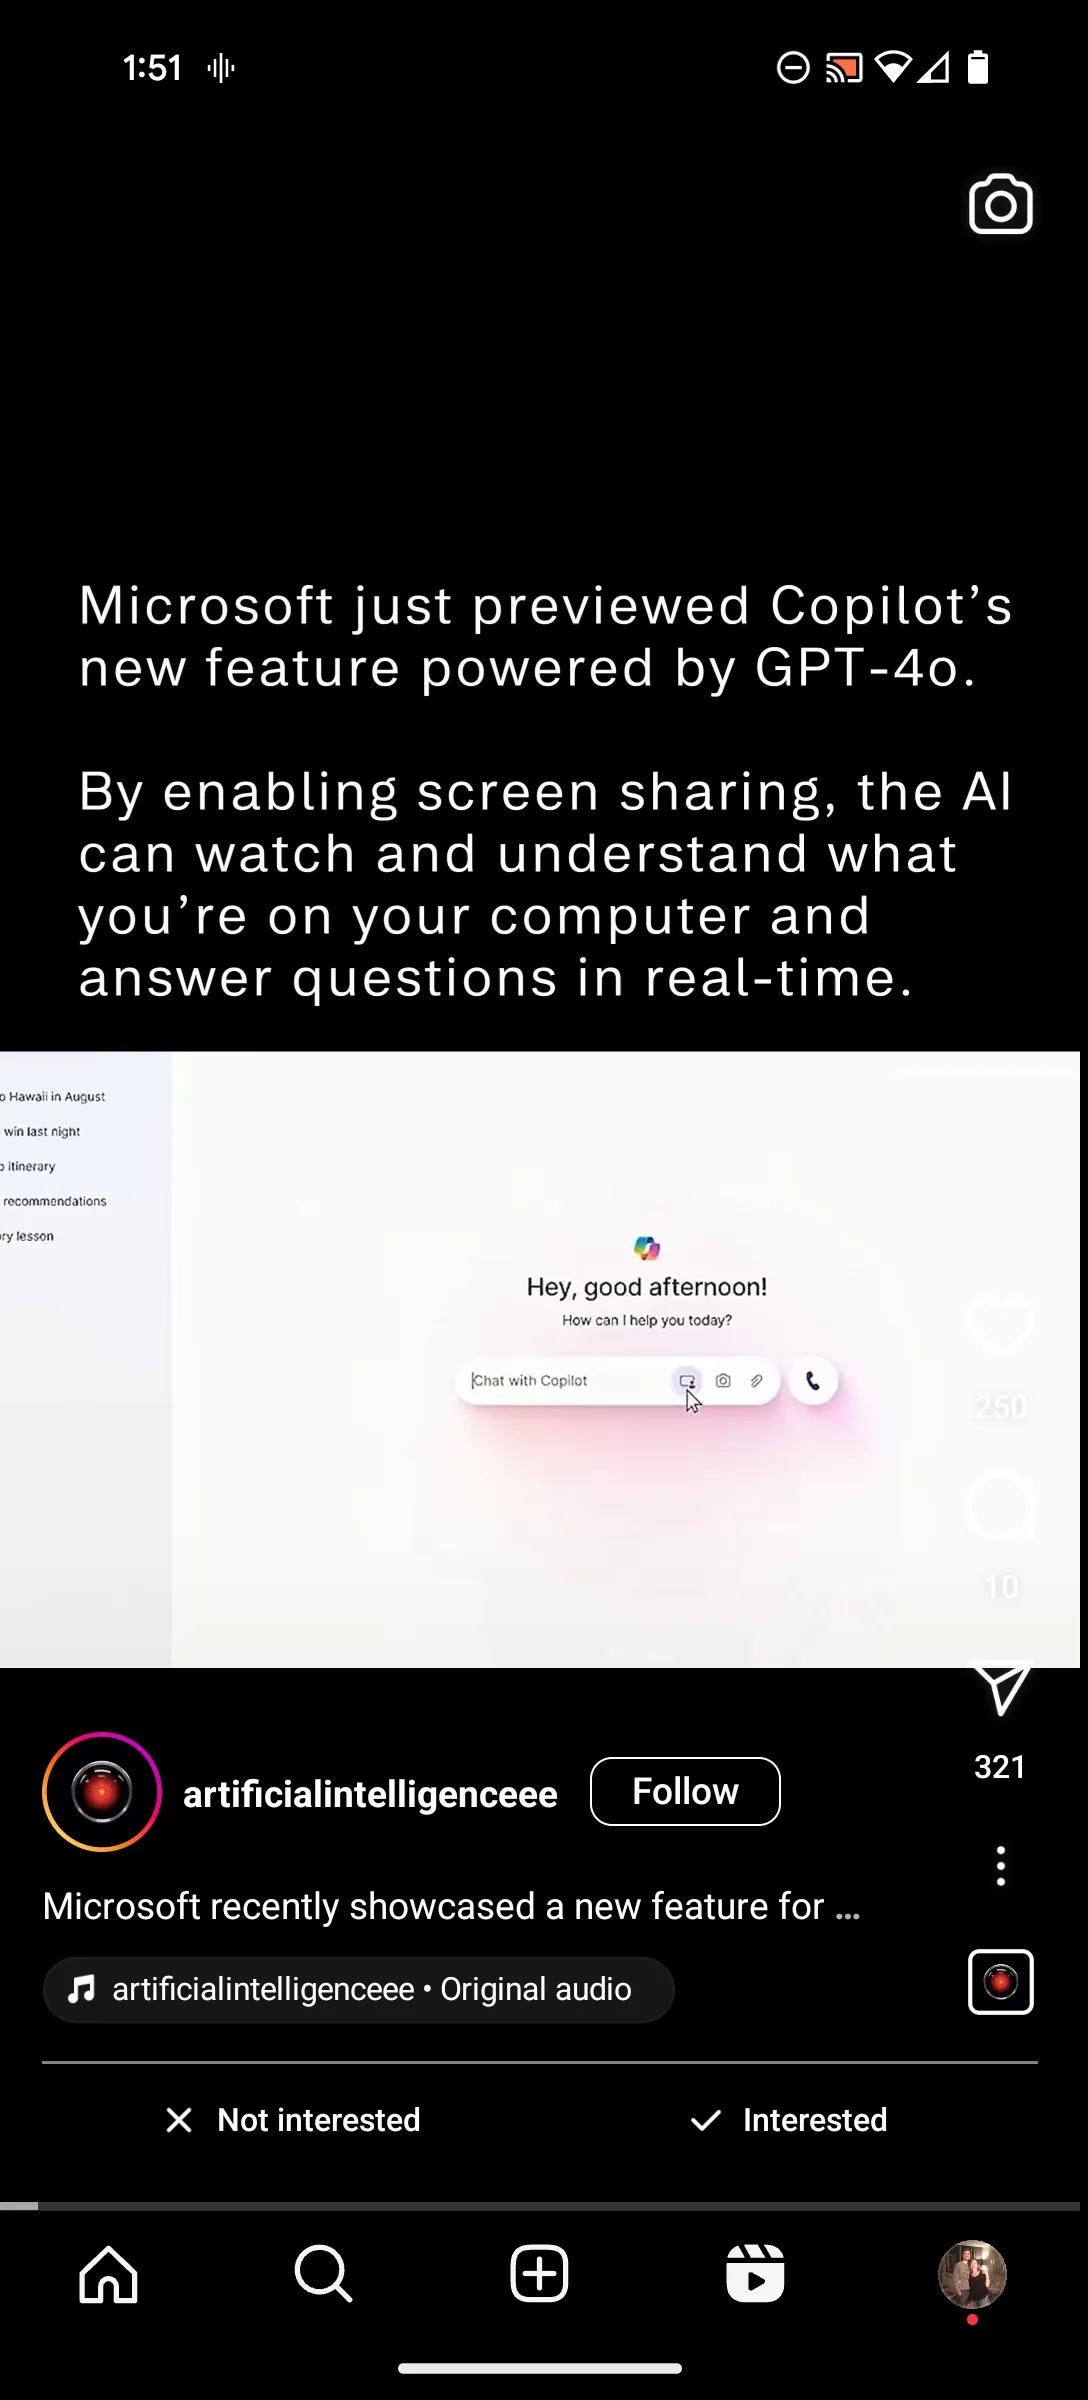 1:51
Microsoft just previewed Copilot’s
new feature powered by GPT-4o.
By enabling screen sharing, the AI
can watch and understand what
you’re on your computer and
answer questions in real-time.
o Hawaii in August
win last night
itinerary
recommendations
ry lesson
Hey, good afternoon!
How can I help you today?
Chat with Copilot
250
10
321
artificialintelligenceee
Follow
Microsoft recently showcased a new feature for ...
artificialintelligenceee • Original audio
Not interested
Interested